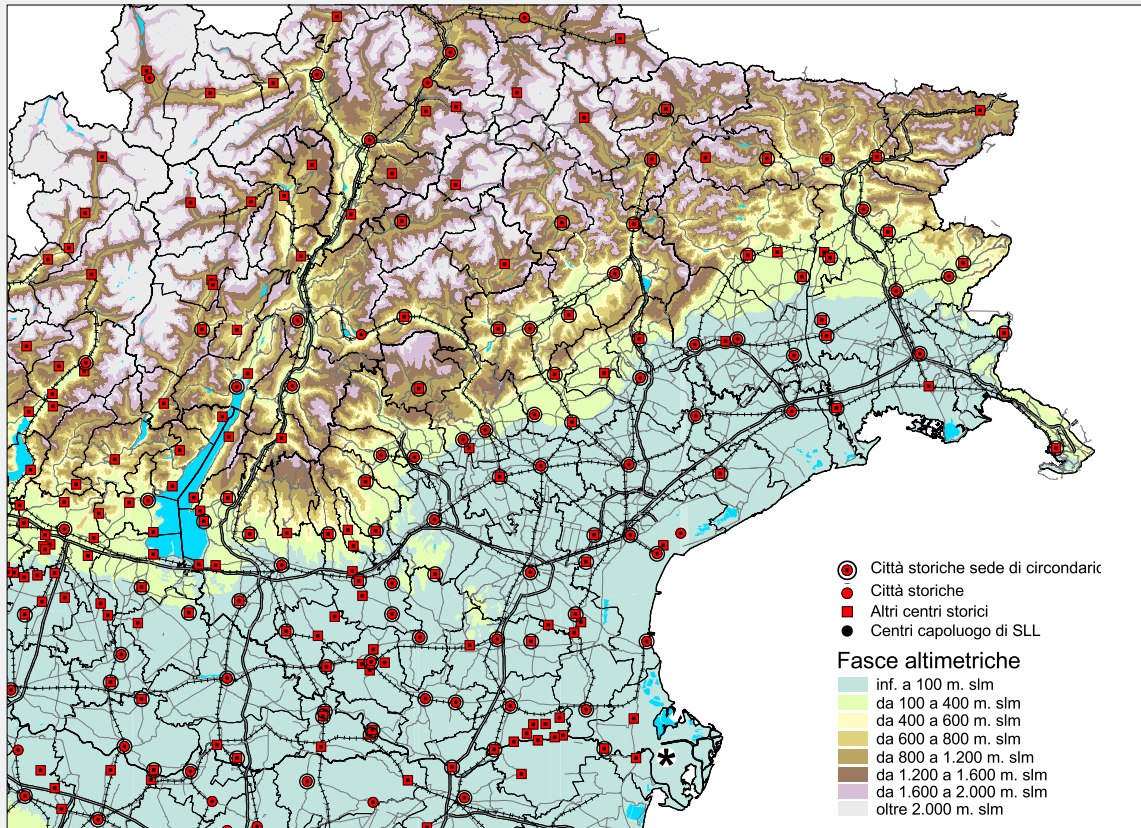 Città storiche sede di circondaric
Città storiche
Altri centri storici
Centri capoluogo di SLL
Fasce altimetriche
inf. a 100 m. slm
da 100 a 400 m. slm
da 400 a 600 m. slm
da 600 a 800 m. slm
da 800 a 1.200 m. slm
da 1.200 a 1.600 m. slm
da 1.600 a 2.000 m. slm
oltre 2.000 m. slm
*